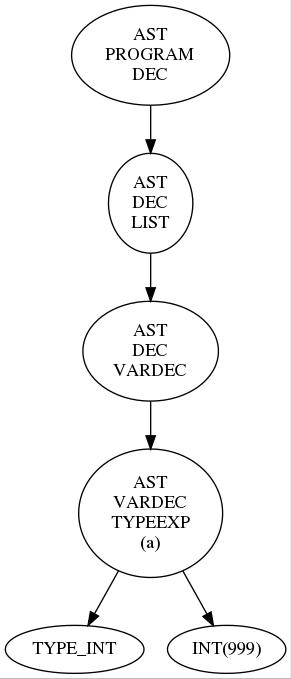 AST
PROGRAM
DEC
AST
DEC
LIST
AST
DEC
VARDEC
AST
VARDEC
TYPEEXP
(a)
TYPE_INT
INT(999)